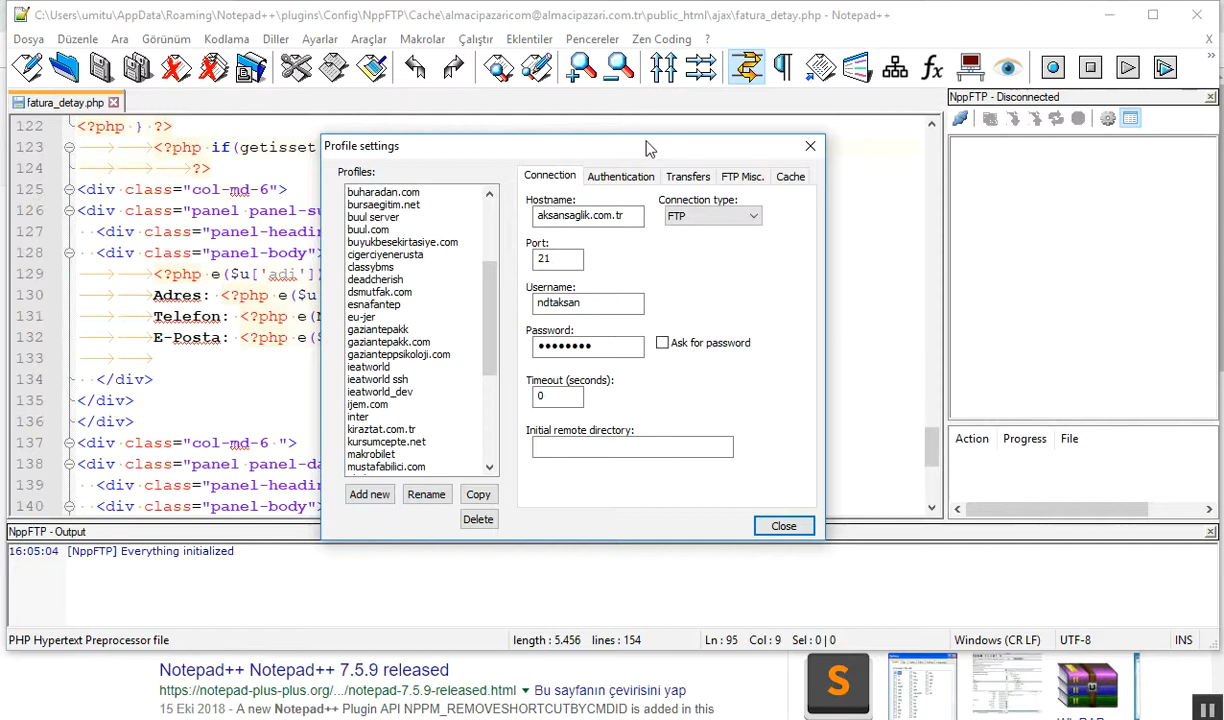 C:\Users\umitu\AppData\Roaming\Notepad++\plugins\Config\NppFTP\Cache\almacipazaricom@almacipazari.com.tr\public_html\ajax\fatura_detay.php - Notepad++
Dosya Düzenle Ara Görünüm Kodlama Diller Ayarlar Araçlar Makrolar Çalıştır Eklentiler Pencereler Zen Coding ? X
fatura_detay.php
NppFTP - Disconnected
122 <?php } ?>
123 <?php if(getisset
124 ?>
125 <div class="col-md-6">
126 <div class="panel panel-su
127 <div class="panel-headin
128 <div class="panel-body">
129 <?php e($u['adi'])
130 Adres: <?php e($u
131 Telefon: <?php e(
132 E-Posta: <?php e($
133
134 </div>
135 </div>
136 </div>
137 <div class="col-md-6 ">
138 <div class="panel panel-da
139 <div class="panel-headin
140 <div class="panel-body">
Profile settings
Profiles:
buharadan.com
bursaegitim.net
buul server
buul.com
buyukbesekirtasiye.com
cigerciyenerusta
classybms
deadcherish
dsmutfak.com
esnafantep
eu-jer
gaziantepakk
gaziantepakk.com
gazianteppsikoloji.com
ieatworld
ieatworld ssh
ieatworld_dev
ijem.com
inter
kiraztat.com.tr
kursumcepte.net
makrobilet
mustafabilici.com
Add new Rename Copy
Delete
Connection Authentication Transfers FTP Misc. Cache
Hostname: Connection type:
aksansaglik.com.tr FTP
Port:
21
Username:
ndtaksan
Password:
●●●●●●●● Ask for password
Timeout (seconds):
0
Initial remote directory:
Close
Action Progress File
NppFTP - Output
16:05:04 [NppFTP] Everything initialized
PHP Hypertext Preprocessor file length : 5.456 lines : 154 Ln : 95 Col : 9 Sel : 0 | 0 Windows (CR LF) UTF-8 INS
Notepad++ Notepad++ 7.5.9 released
https://notepad-plus-plus.org/.../notepad-7.5.9-released.html ▾ Bu sayfanın çevirisini yap
A new Notepad++ Plugin
is added in this
S